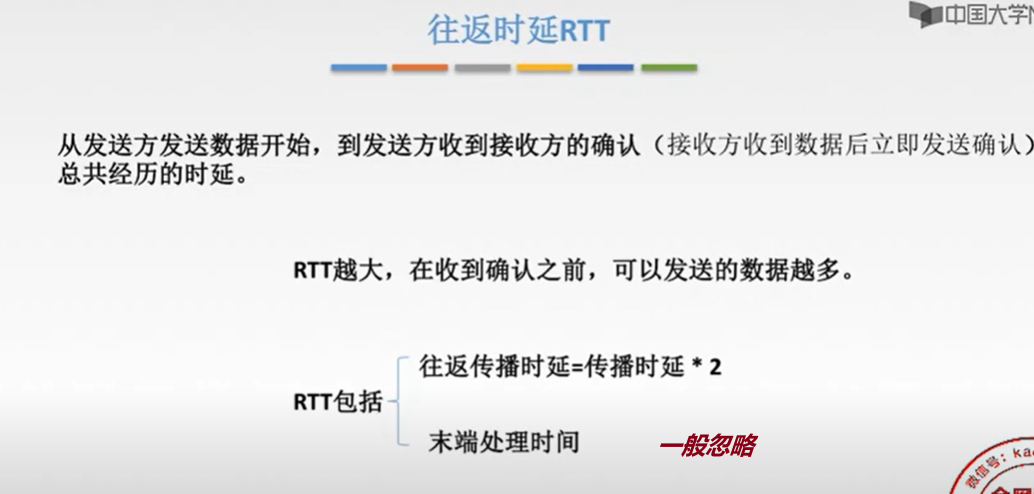 中国大学
往返时延RTT
从发送方发送数据开始，到发送方收到接收方的确认（接收方收到数据后立即发送确认）
总共经历的时延。
RTT越大，在收到确认之前，可以发送的数据越多。
往返传播时延=传播时延 * 2
RTT包括
末端处理时间
一般忽略
微信号：ka